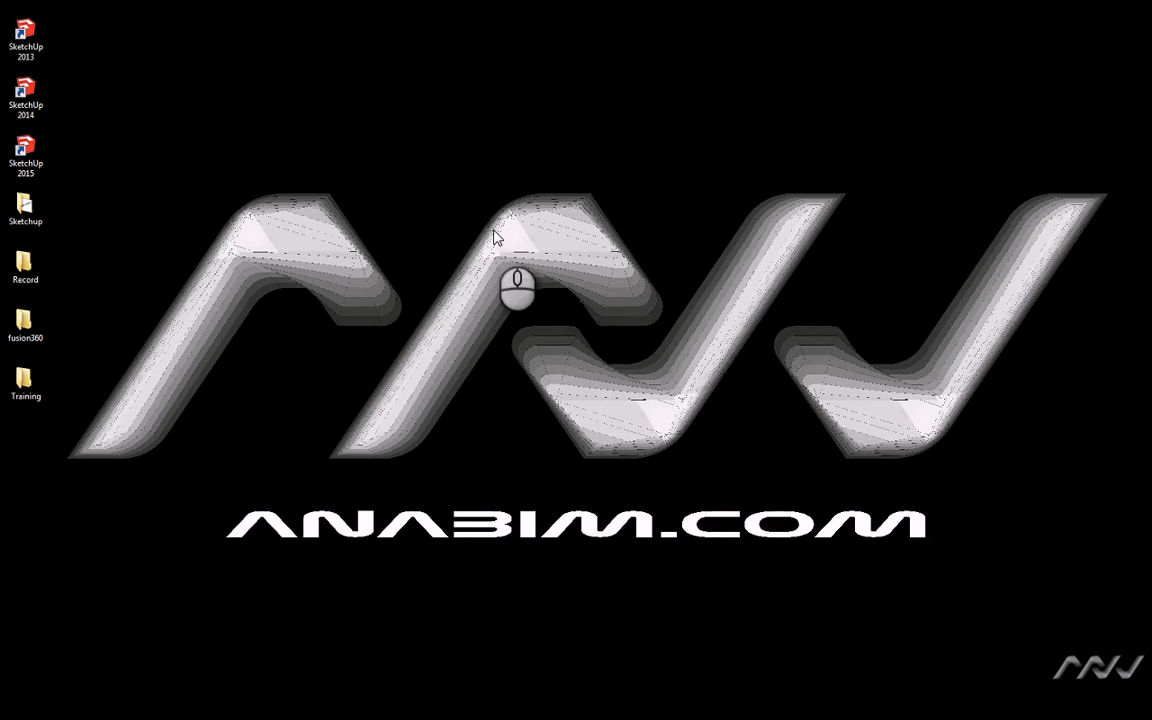 SketchUp
2013
SketchUp
2014
SketchUp
2015
Sketchup
Record
fusion360
Training
ANABIM.COM